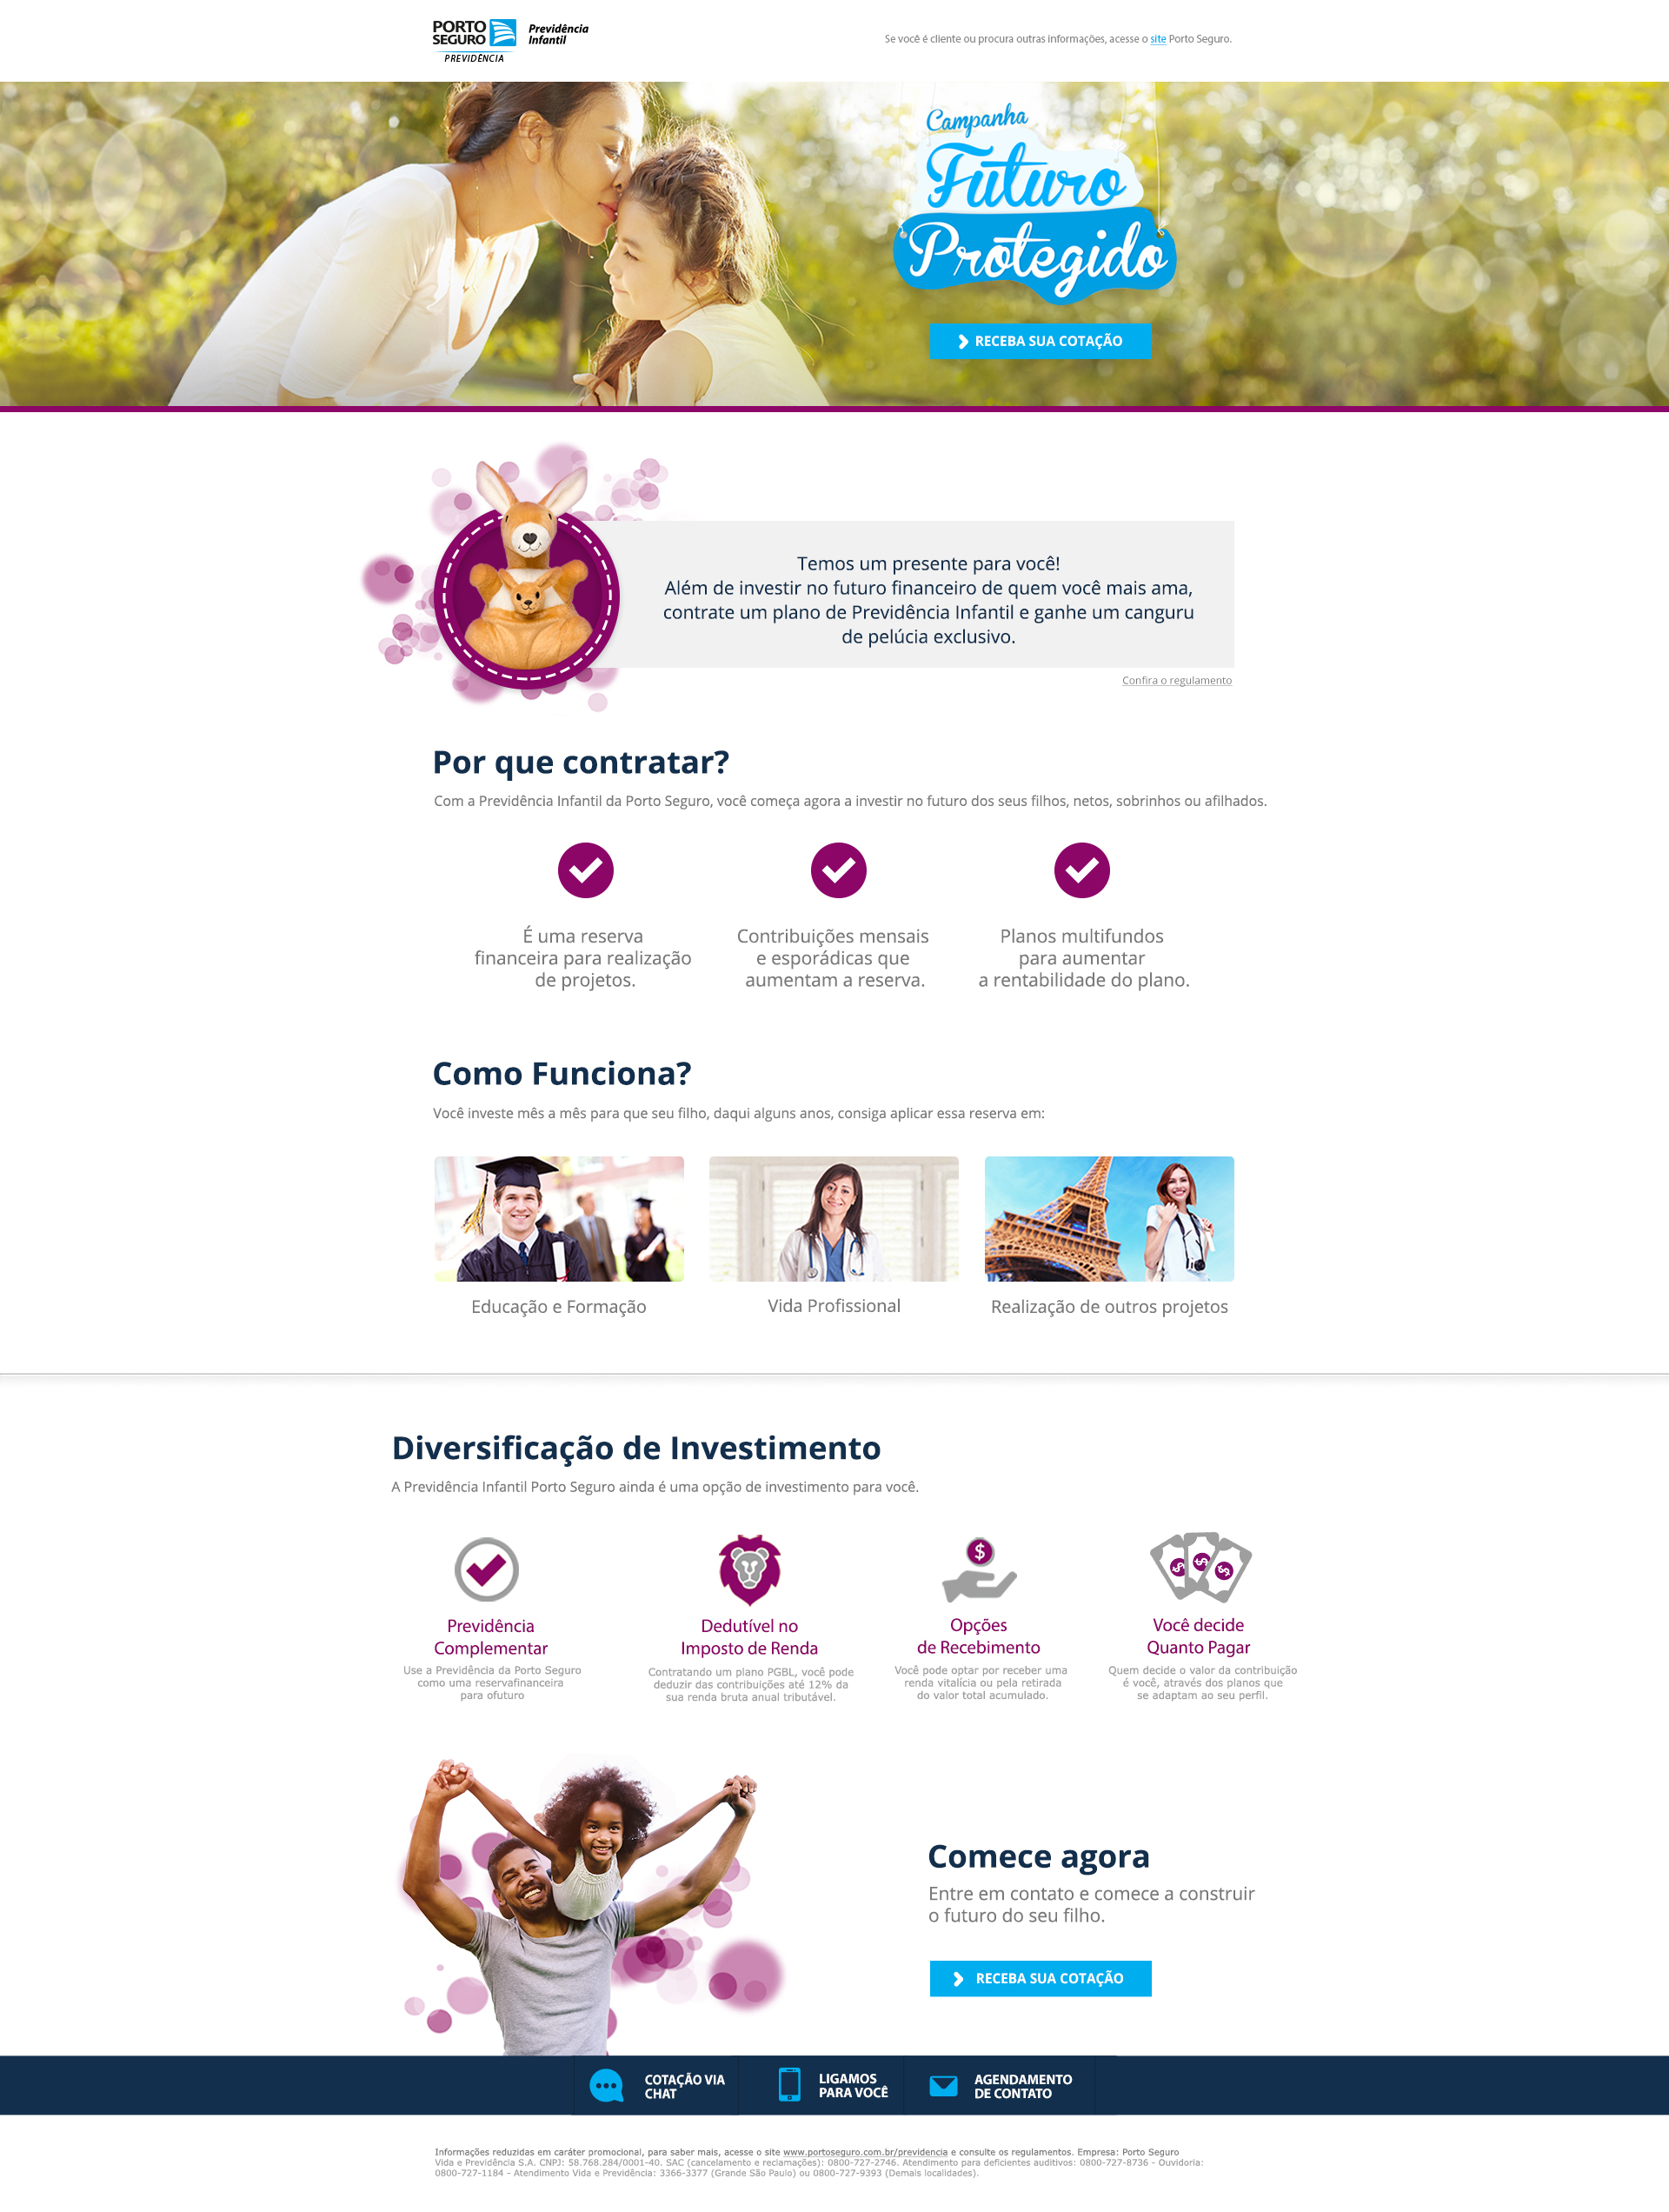 PORTO
SEGURO
PREVIDÊNCIA
Previdência
Infantil
Se você é cliente ou procura outras informações, acesse o site Porto Seguro.
Campanha
Futuro
Protegido
RECEBA SUA COTAÇÃO
Temos um presente para você!
Além de investir no futuro financeiro de quem você mais ama,
contrate um plano de Previdência Infantil e ganhe um canguru
de pelúcia exclusivo.
Confira o regulamento
Por que contratar?
Com a Previdência Infantil da Porto Seguro, você começa agora a investir no futuro dos seus filhos, netos, sobrinhos ou afilhados.
É uma reserva
financeira para realização
de projetos.
Contribuições mensais
e esporádicas que
aumentam a reserva.
Planos multifundos
para aumentar
a rentabilidade do plano.
Como Funciona?
Você investe mês a mês para que seu filho, daqui alguns anos, consiga aplicar essa reserva em:
Educação e Formação
Vida Profissional
Realização de outros projetos
Diversificação de Investimento
A Previdência Infantil Porto Seguro ainda é uma opção de investimento para você.
Previdência
Complementar
Use a Previdência da Porto Seguro
como uma reservafinanceira
para ofuturo
Dedutível no
Imposto de Renda
Contratando um plano PGBL, você pode
deduzir das contribuições até 12% da
sua renda bruta anual tributável.
$
Opções
de Recebimento
Você pode optar por receber uma
renda vitalícia ou pela retirada
do valor total acumulado.
$ $ $
Você decide
Quanto Pagar
Quem decide o valor da contribuição
é você, através dos planos que
se adaptam ao seu perfil.
Comece agora
Entre em contato e comece a construir
o futuro do seu filho.
RECEBA SUA COTAÇÃO
COTAÇÃO VIA
CHAT
LIGAMOS
PARA VOCÊ
AGENDAMENTO
DE CONTATO
Informações reduzidas em caráter promocional, para saber mais, acesse o site www.portoseguro.com.br/previdencia e consulte os regulamentos. Empresa: Porto Seguro
Vida e Previdência S.A. CNPJ: 58.768.284/0001-40. SAC (cancelamento e reclamações): 0800-727-2746. Atendimento para deficientes auditivos: 0800-727-8736 - Ouvidoria:
0800-727-1184 - Atendimento Vida e Previdência: 3366-3377 (Grande São Paulo) ou 0800-727-9393 (Demais localidades).